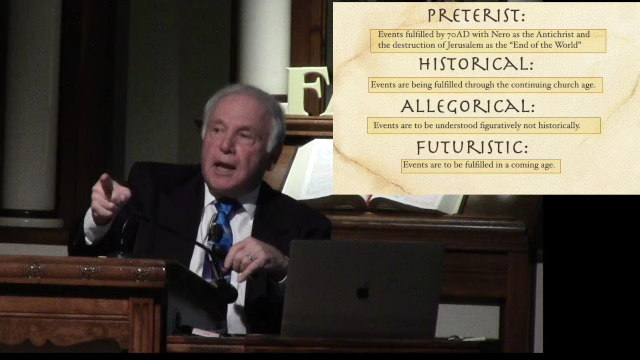 PRETERIST:
Events fulfilled by 70AD with Nero as the Antichrist and
the destruction of Jerusalem as the "End of the World"
HISTORICAL:
Events are being fulfilled through the continuing church age.
ALLEGORICAL:
Events are to be understood figuratively not historically.
FUTURISTIC:
Events are to be fulfilled in a coming age.